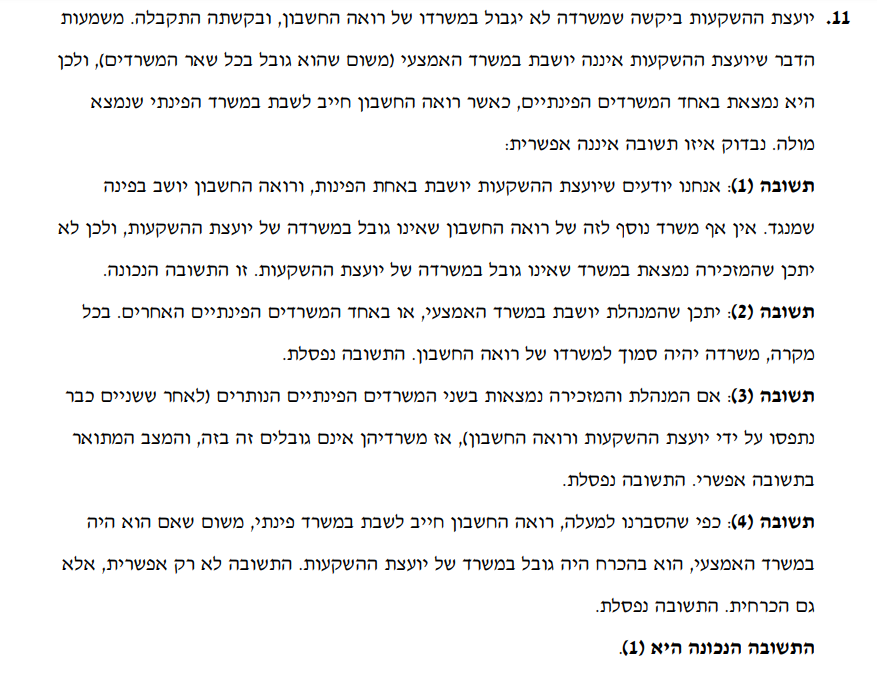 11. יועצת ההשקעות ביקשה שמשרדה לא יגבול במשרדו של רואה החשבון, ובקשתה התקבלה. משמעות
הדבר שיועצת ההשקעות איננה יושבת במשרד האמצעי (משום שהוא גובל בכל שאר המשרדים), ולכן
היא נמצאת באחד המשרדים הפינתיים, כאשר רואה החשבון חייב לשבת במשרד הפינתי שנמצא
מולה. נבדוק איזו תשובה איננה אפשרית:
תשובה (1): אנחנו יודעים שיועצת ההשקעות יושבת באחת הפינות, ורואה החשבון יושב בפינה
שמנגד. אין אף משרד נוסף לזה של רואה החשבון שאינו גובל במשרדה של יועצת ההשקעות, ולכן לא
יתכן שהמזכירה נמצאת במשרד שאינו גובל במשרדה של יועצת ההשקעות. זו התשובה הנכונה.
תשובה (2): יתכן שהמנהלת יושבת במשרד האמצעי, או באחד המשרדים הפינתיים האחרים. בכל
מקרה, משרדה יהיה סמוך למשרדו של רואה החשבון. התשובה נפסלת.
תשובה (3): אם המנהלת והמזכירה נמצאות בשני המשרדים הפינתיים הנותרים (לאחר ששניים כבר
נתפסו על ידי יועצת ההשקעות ורואה החשבון), אז משרדיהן אינם גובלים זה בזה, והמצב המתואר
בתשובה אפשרי. התשובה נפסלת.
תשובה (4): כפי שהסברנו למעלה, רואה החשבון חייב לשבת במשרד פינתי, משום שאם הוא היה
במשרד האמצעי, הוא בהכרח היה גובל במשרד של יועצת ההשקעות. התשובה לא רק אפשרית, אלא
גם הכרחית. התשובה נפסלת.
התשובה הנכונה היא (1).